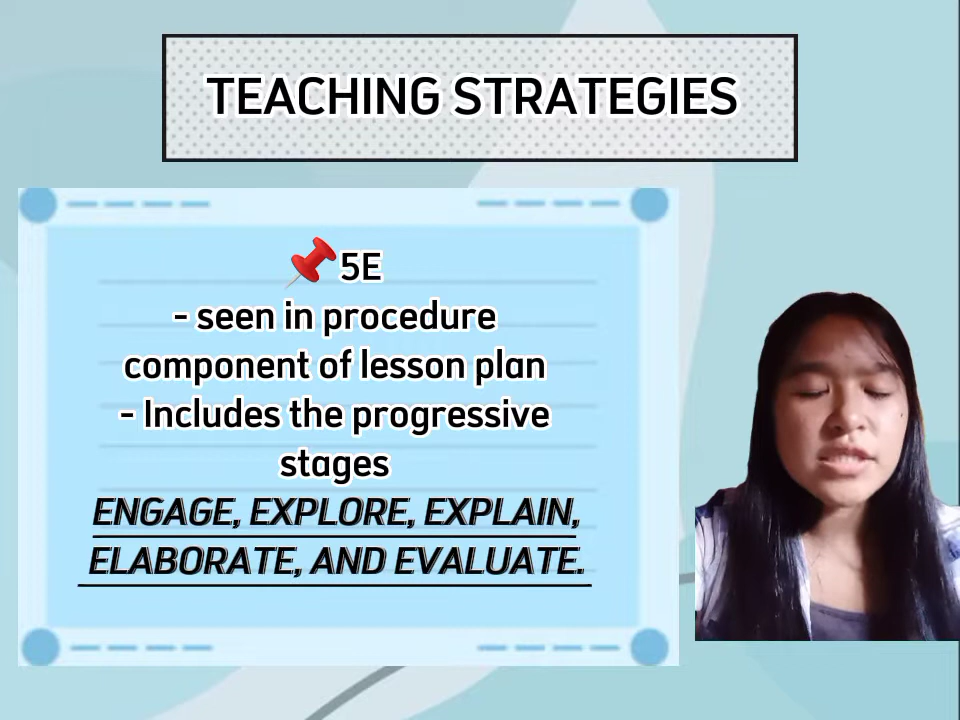 TEACHING STRATEGIES
5E
- seen in procedure
component of lesson plan
- Includes the progressive
stages
ENGAGE, EXPLORE, EXPLAIN,
ELABORATE, AND EVALUATE.